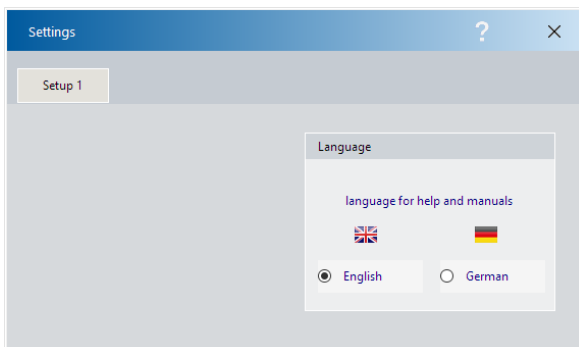 Settings
?
Setup 1
Language
language for help and manuals
English
German